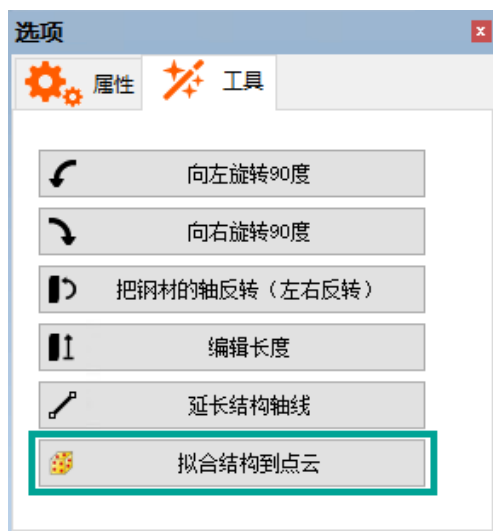 选项
属性
工具
向左旋转90度
向右旋转90度
把钢材的轴反转（左右反转）
编辑长度
延长结构轴线
拟合结构到点云